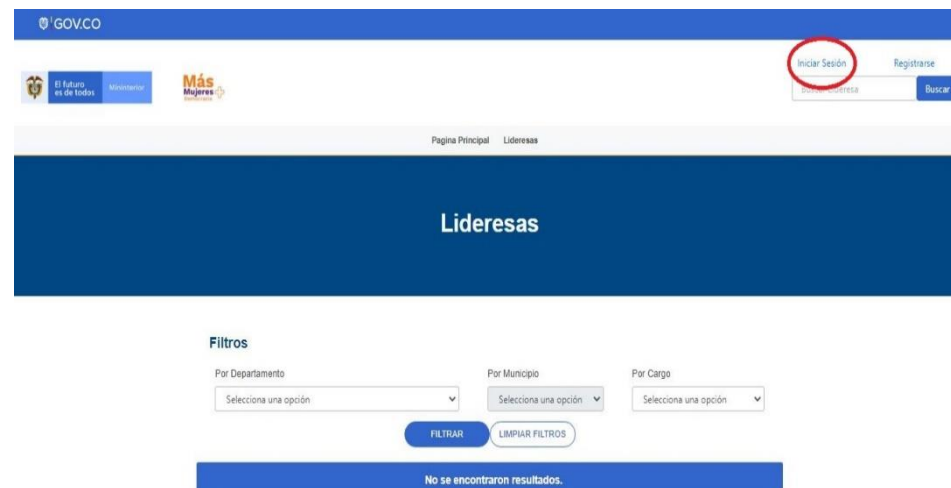 GOV.CO
Iniciar Sesión Registrarse
El futuro
es de todos
Mininterior
Más
Mujeres
Buscar
Pagina Principal Lideresas
Lideresas
Filtros
Por Departamento Por Municipio Por Cargo
Selecciona una opción Selecciona una opción Selecciona una opción
FILTRAR LIMPIAR FILTROS
No se encontraron resultados.